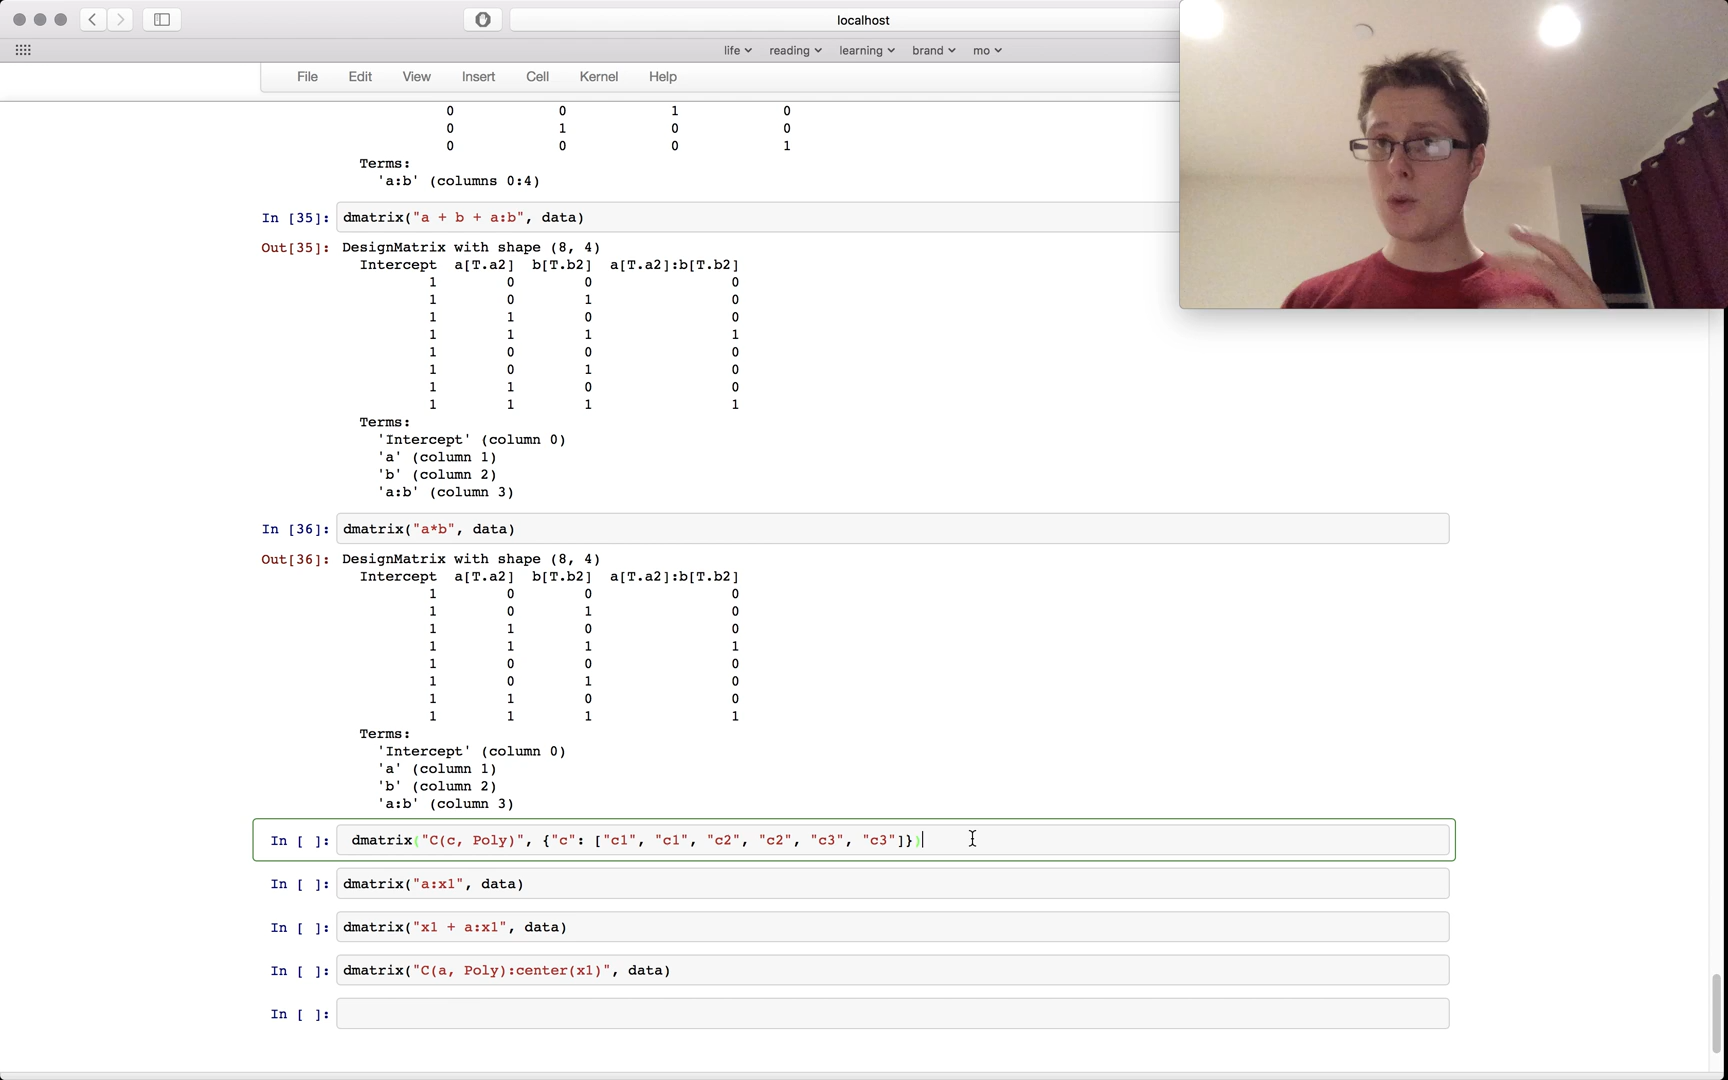 localhost
life reading learning brand mo
File Edit View Insert Cell Kernel Help
0 0 1 0
0 1 0 0
0 0 0 1
Terms:
'a:b' (columns 0:4)
In [35]: dmatrix("a + b + a:b", data)
Out[35]: DesignMatrix with shape (8, 4)
Intercept a[T.a2] b[T.b2] a[T.a2]:b[T.b2]
1 0 0 0
1 0 1 0
1 1 0 0
1 1 1 1
1 0 0 0
1 0 1 0
1 1 0 0
1 1 1 1
Terms:
'Intercept' (column 0)
'a' (column 1)
'b' (column 2)
'a:b' (column 3)
In [36]: dmatrix("a*b", data)
Out[36]: DesignMatrix with shape (8, 4)
Intercept a[T.a2] b[T.b2] a[T.a2]:b[T.b2]
1 0 0 0
1 0 1 0
1 1 0 0
1 1 1 1
1 0 0 0
1 0 1 0
1 1 0 0
1 1 1 1
Terms:
'Intercept' (column 0)
'a' (column 1)
'b' (column 2)
'a:b' (column 3)
In [ ]: dmatrix("C(c, Poly)", {"c": ["c1", "c1", "c2", "c2", "c3", "c3"]})
In [ ]: dmatrix("a:x1", data)
In [ ]: dmatrix("x1 + a:x1", data)
In [ ]: dmatrix("C(a, Poly):center(x1)", data)
In [ ]: